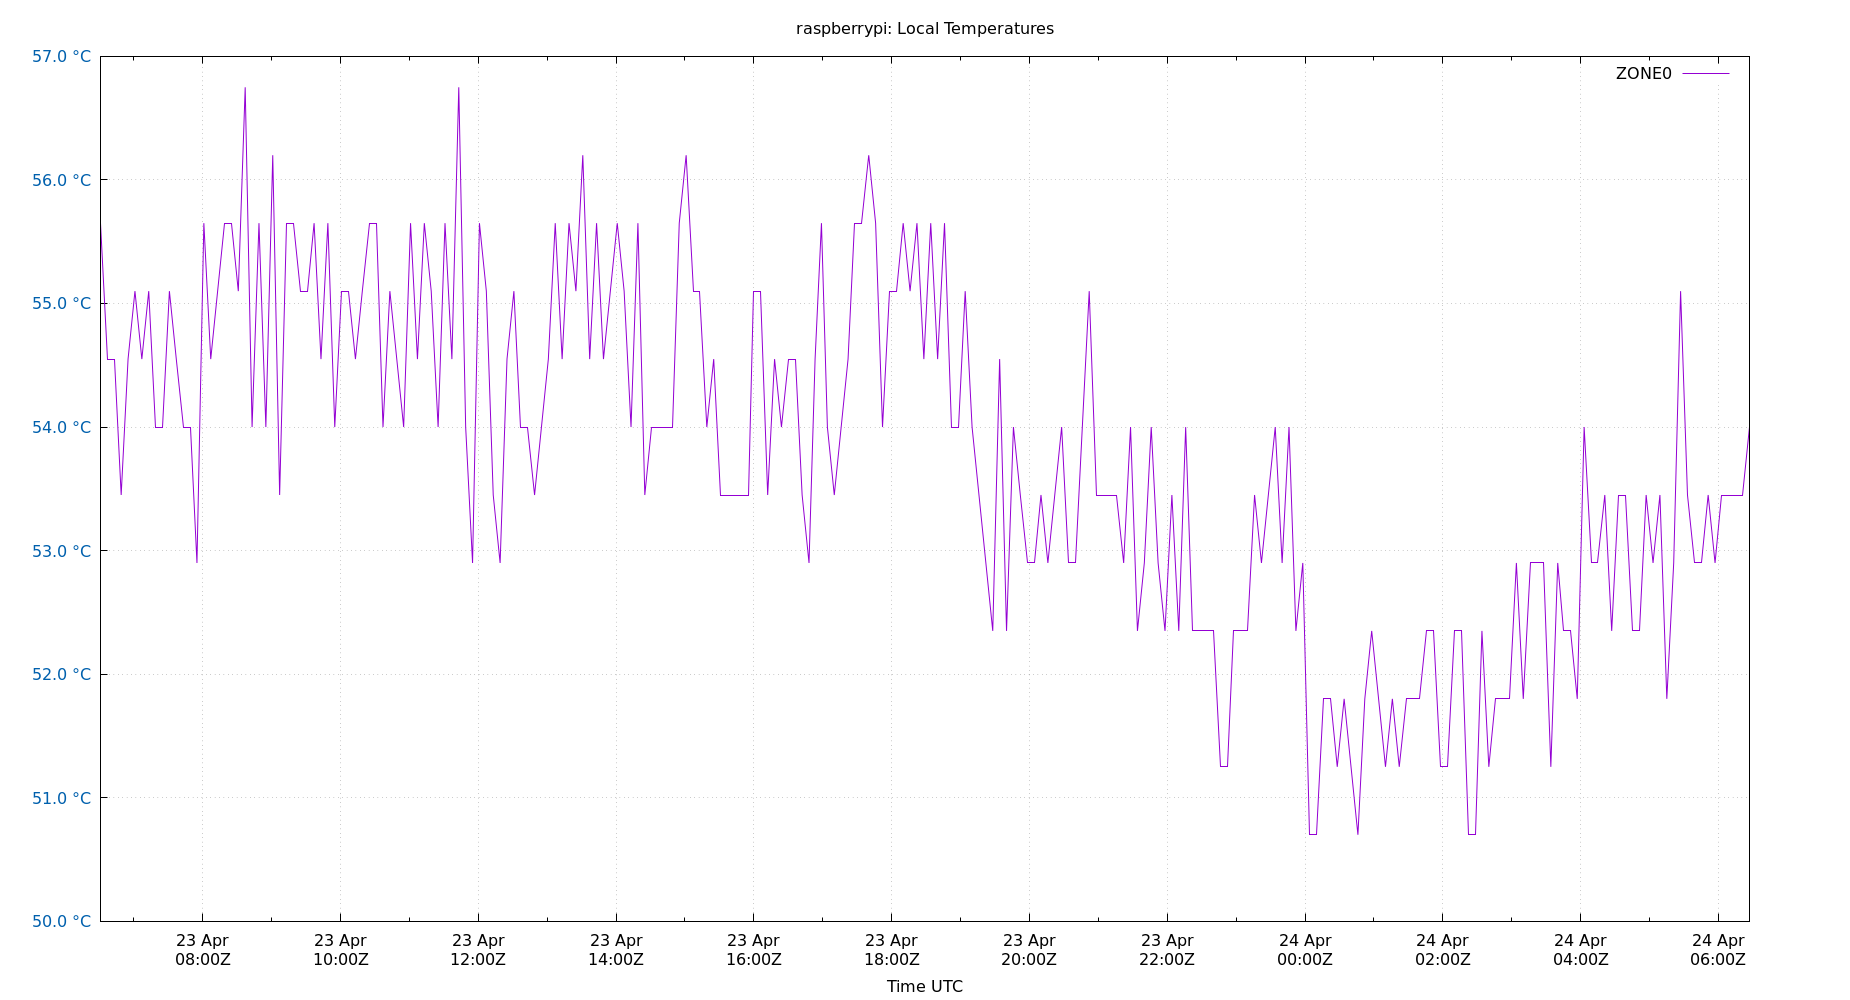 raspberrypi: Local Temperatures
57.0 °C
ZONE0
56.0 °C
55.0 °C
54.0 °C
53.0 °C
52.0 °C
51.0 °C
50.0 °C
23 Apr 23 Apr 23 Apr 23 Apr 23 Apr 23 Apr 23 Apr 23 Apr 24 Apr 24 Apr 24 Apr 24 Apr
08:00Z 10:00Z 12:00Z 14:00Z 16:00Z 18:00Z 20:00Z 22:00Z 00:00Z 02:00Z 04:00Z 06:00Z
Time UTC